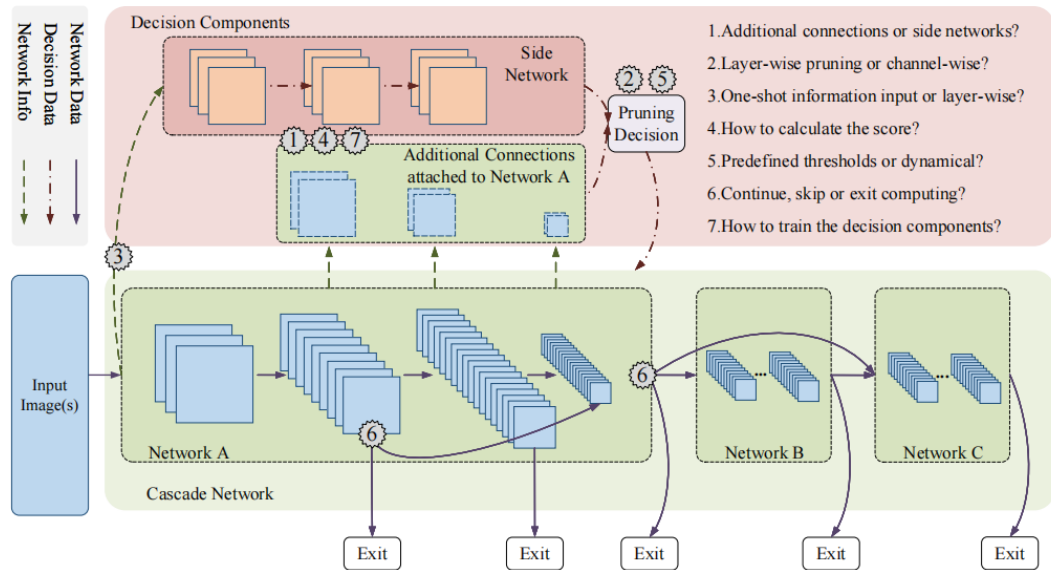 Network Info
Decision Data
Network Data
Decision Components
Side
Network
1
4
7
Additional Connections
attached to Network A
2
5
Pruning
Decision
1.Additional connections or side networks?
2.Layer-wise pruning or channel-wise?
3.One-shot information input or layer-wise?
4.How to calculate the score?
5.Predefined thresholds or dynamical?
6.Continue, skip or exit computing?
7.How to train the decision components?
3
Input
Image(s)
6
6
...
...
Network A
Network B
Network C
Cascade Network
Exit
Exit
Exit
Exit
Exit